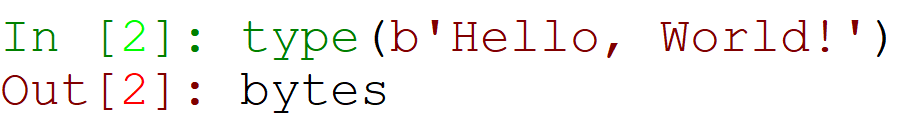 In [2]: type(b'Hello, World!')
Out[2]: bytes